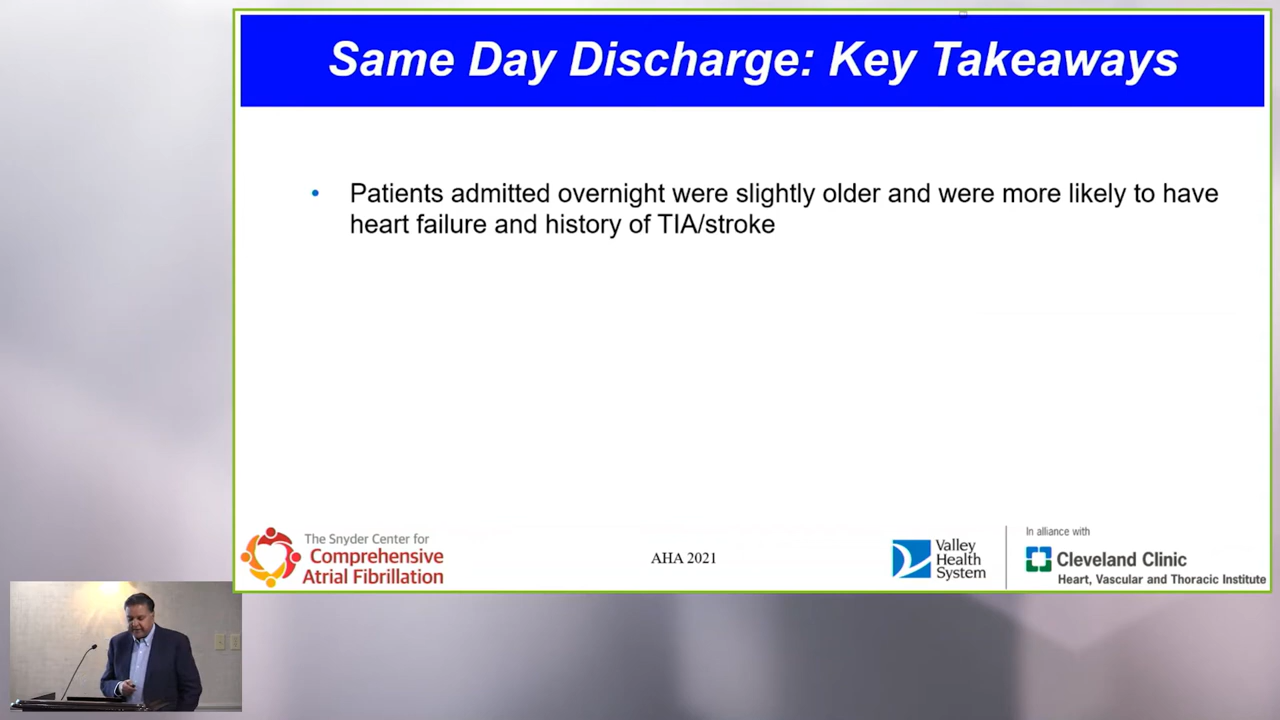 Same Day Discharge: Key Takeaways
• Patients admitted overnight were slightly older and were more likely to have
heart failure and history of TIA/stroke
The Snyder Center for
Comprehensive
Atrial Fibrillation
AHA 2021
Valley
Health
System
In alliance with
Cleveland Clinic
Heart, Vascular and Thoracic Institute